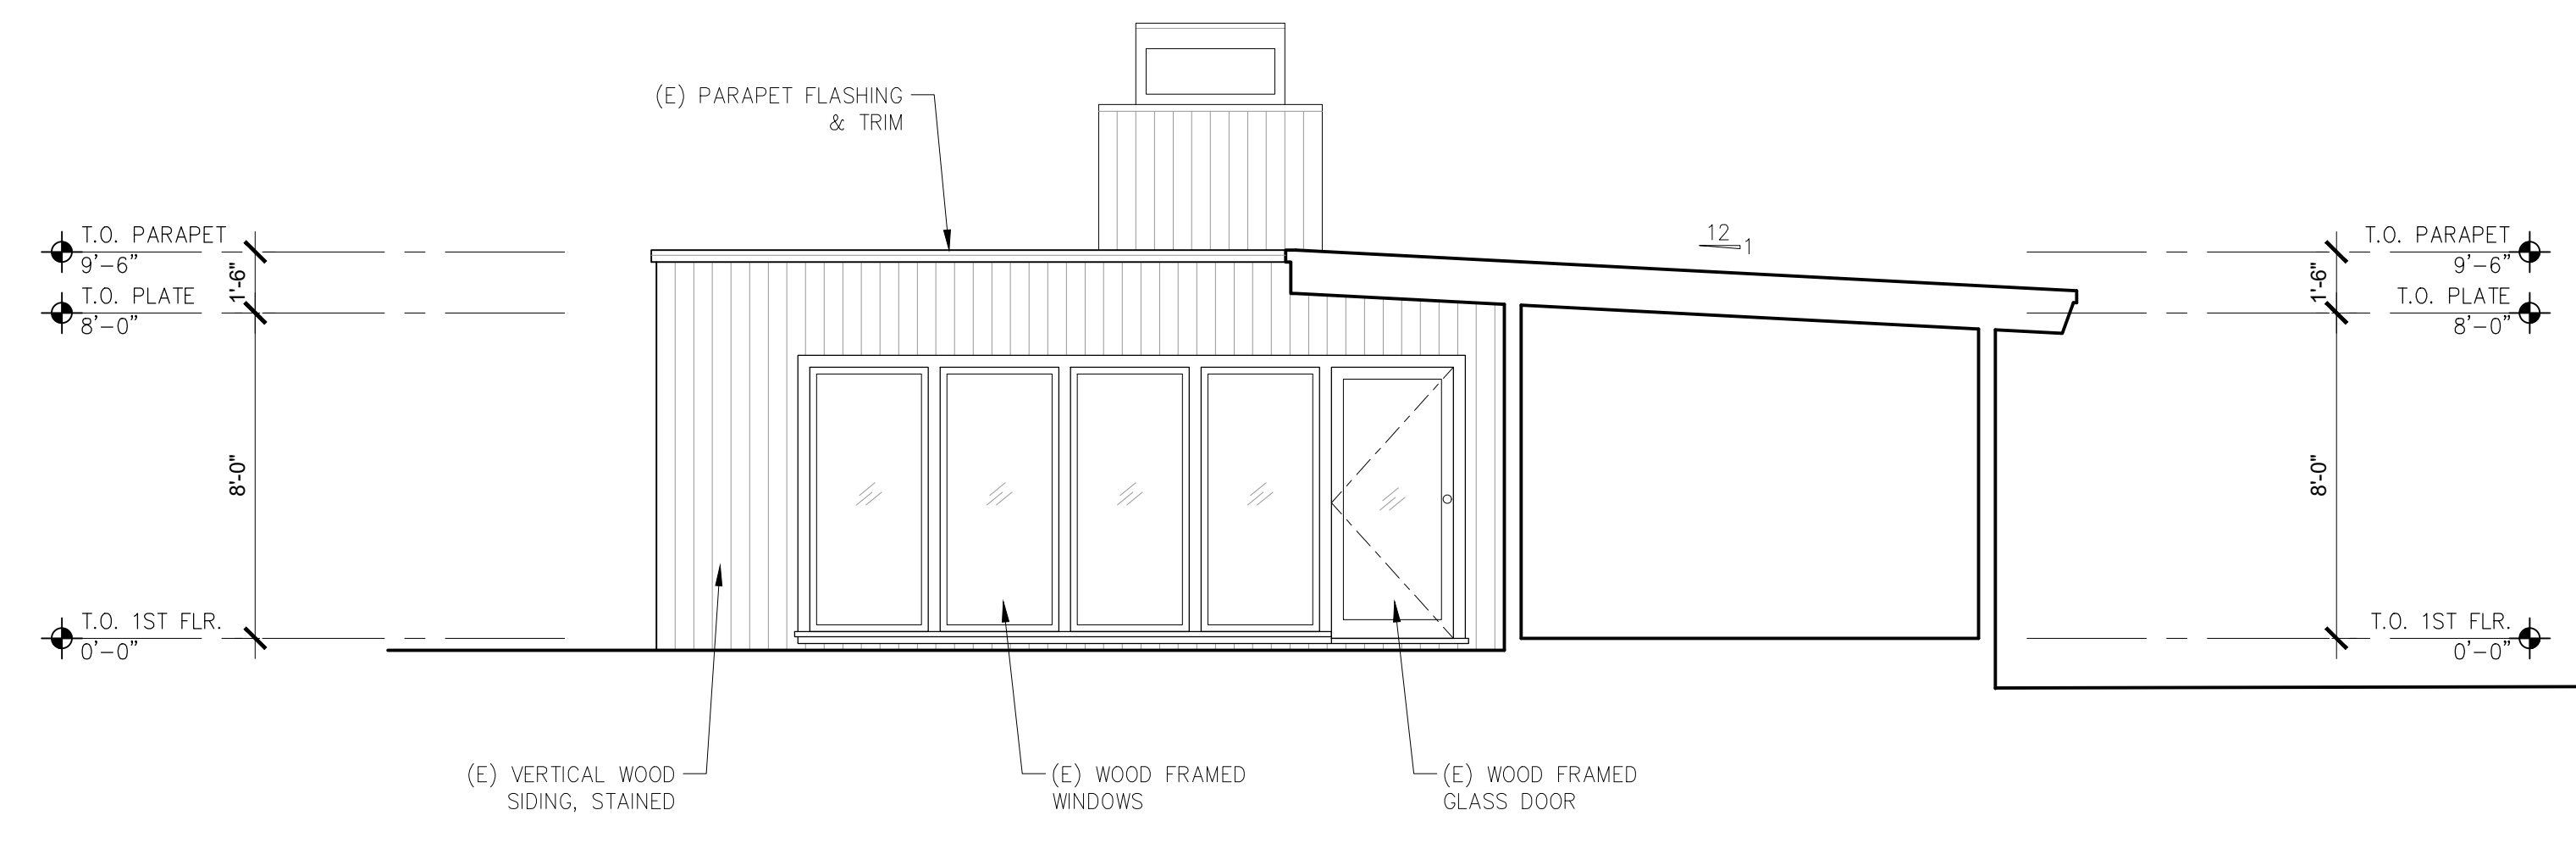 (E) PARAPET FLASHING
& TRIM
12
1
T.O. PARAPET
9'-6"
1'-6"
T.O. PLATE
8'-0"
8'-0"
T.O. 1ST FLR.
0'-0"
T.O. PARAPET
9'-6"
1'-6"
T.O. PLATE
8'-0"
8'-0"
T.O. 1ST FLR.
0'-0"
(E) VERTICAL WOOD
SIDING, STAINED
(E) WOOD FRAMED
WINDOWS
(E) WOOD FRAMED
GLASS DOOR